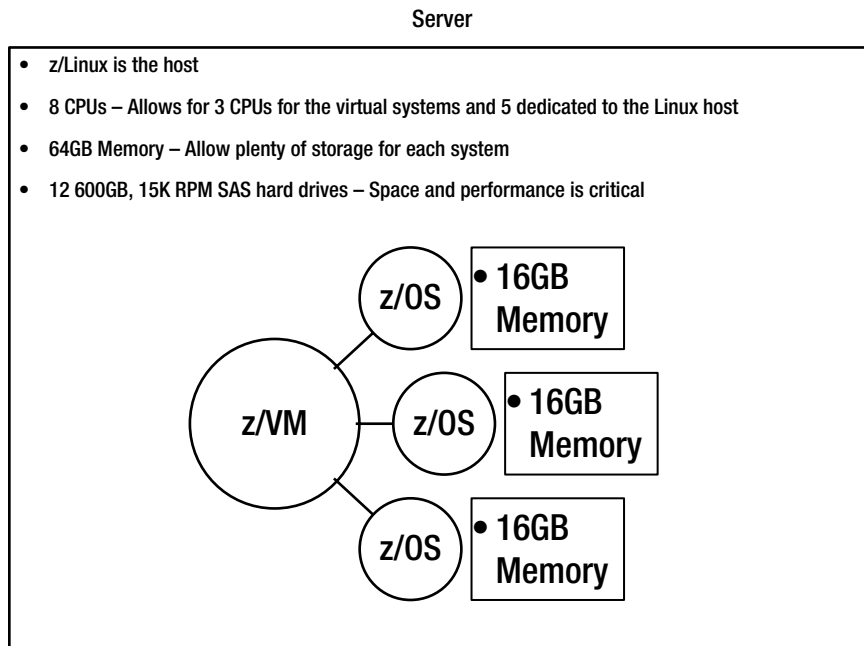 Server
• z/Linux is the host
• 8 CPUs – Allows for 3 CPUs for the virtual systems and 5 dedicated to the Linux host
• 64GB Memory – Allow plenty of storage for each system
• 12 600GB, 15K RPM SAS hard drives – Space and performance is critical
z/OS
• 16GB
Memory
z/VM
z/OS
• 16GB
Memory
z/OS
• 16GB
Memory